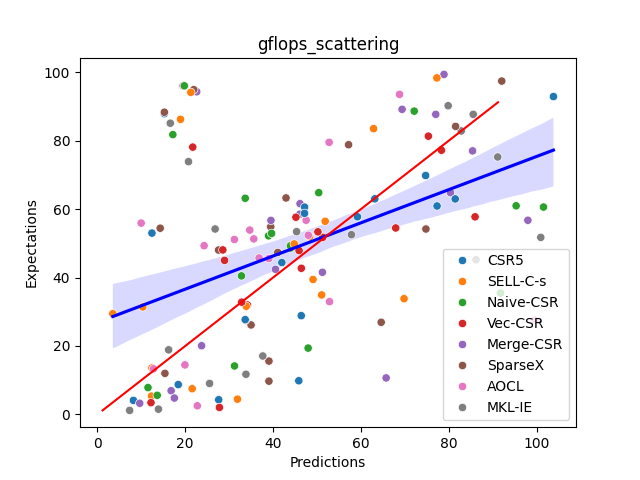 gflops_scattering
Expectations
100
80
60
40
20
0
CSR5
SELL-C-s
Naive-CSR
Vec-CSR
Merge-CSR
SparseX
AOCL
MKL-IE
0 20 40 60 80 100
Predictions